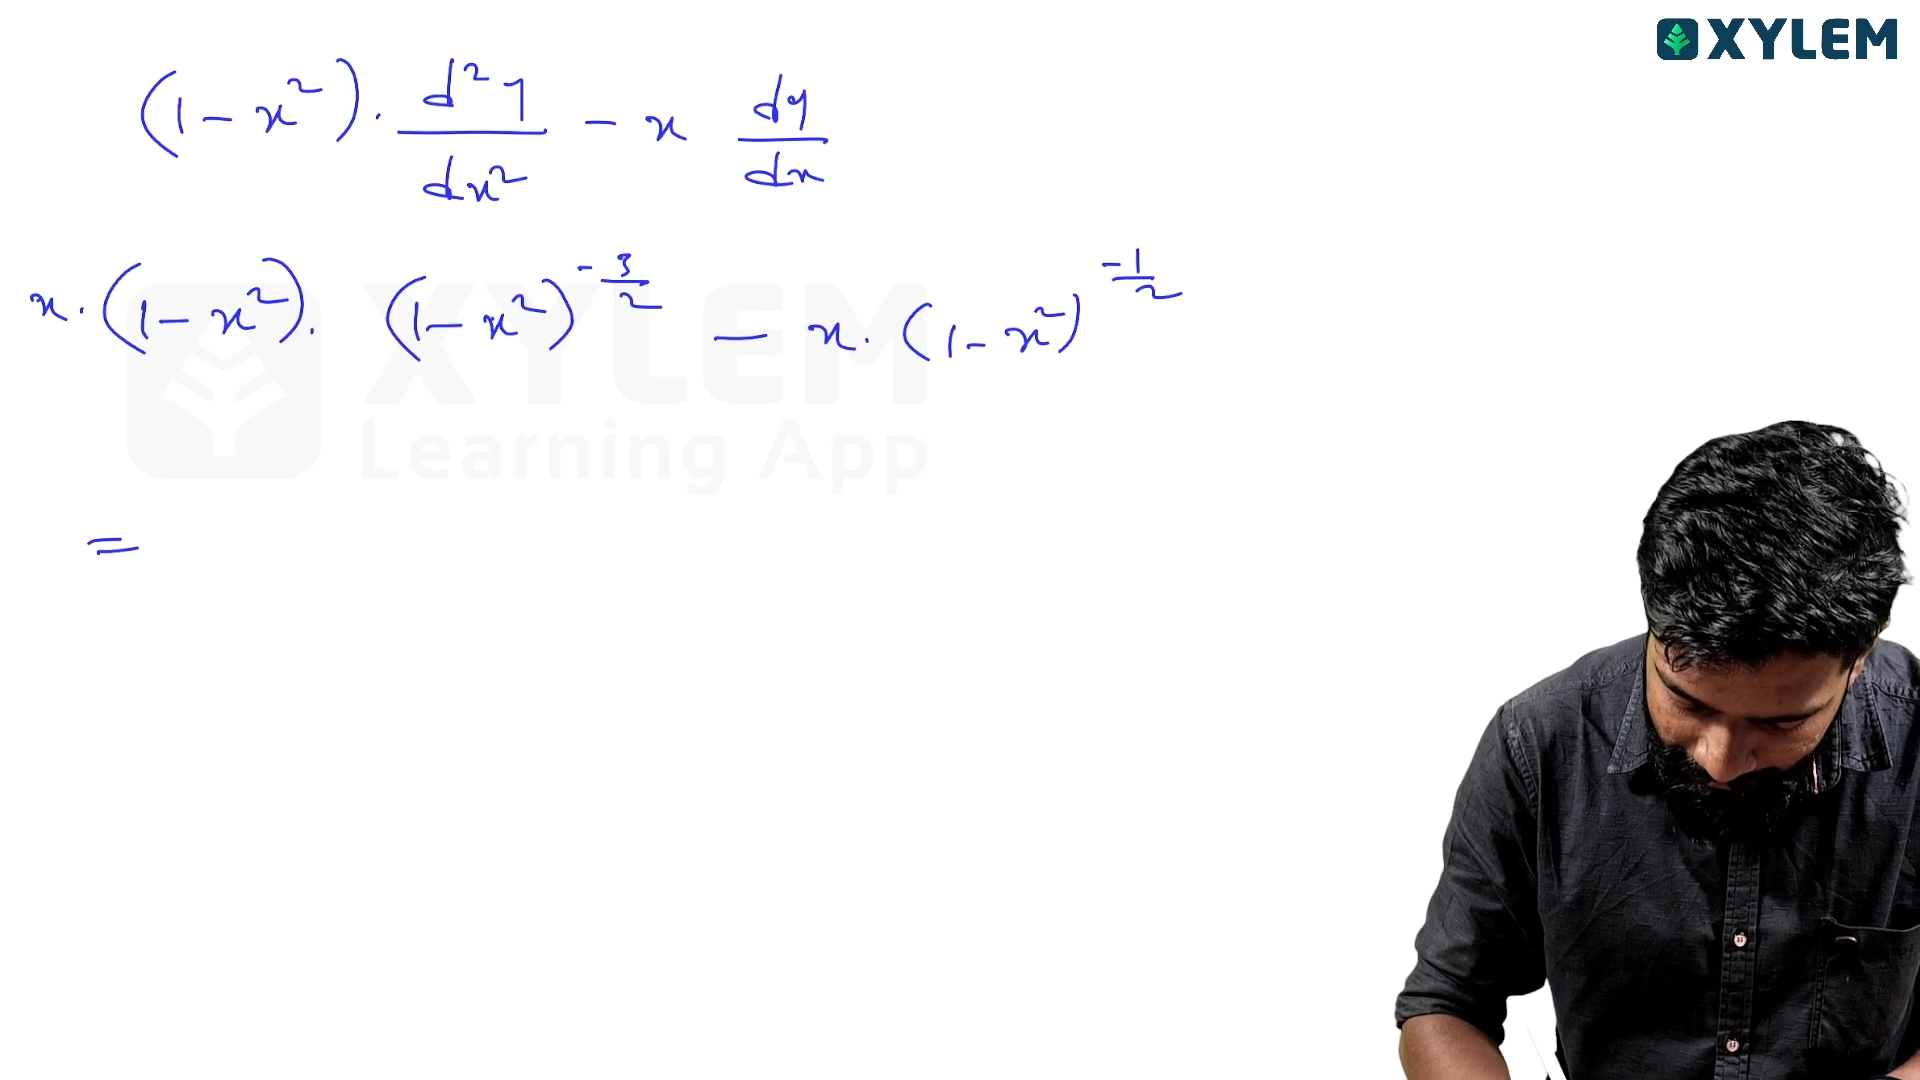 XYLEM
(1-x²)·d²y/dx² - x dy/dx
x·(1-x²)·(1-x²)^(-3/2) - x·(1-x²)^(-1/2)
XYLEM
Learning App
=